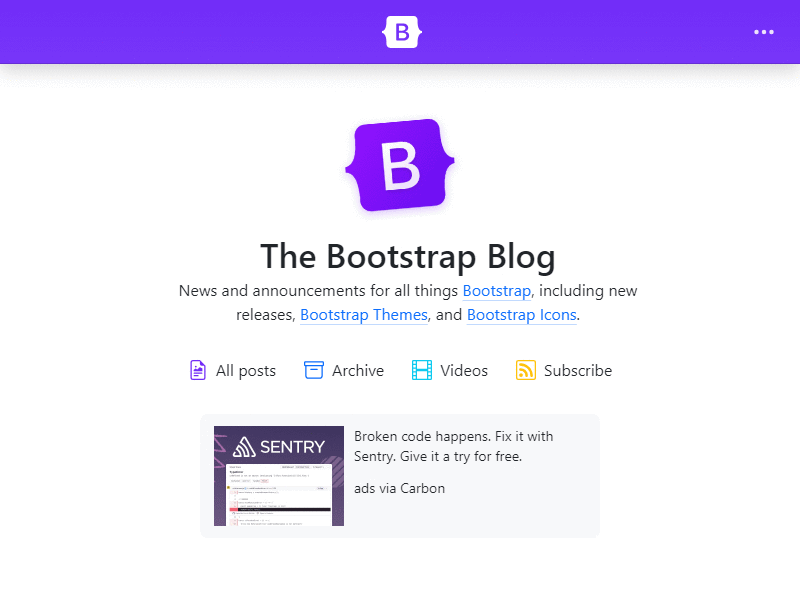 B
B
The Bootstrap Blog
News and announcements for all things Bootstrap, including new
releases, Bootstrap Themes, and Bootstrap Icons.
All posts
Archive
Videos
Subscribe
SENTRY
Broken code happens. Fix it with
Sentry. Give it a try for free.
ads via Carbon